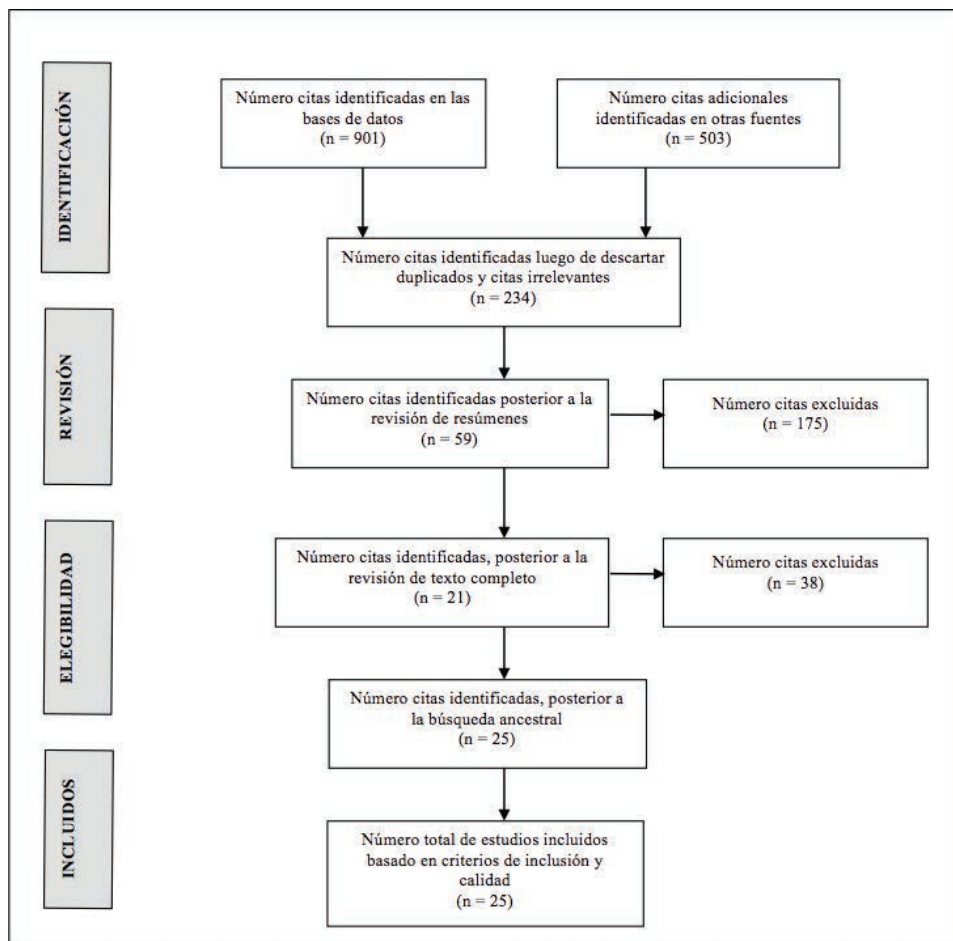 IDENTIFICACIÓN
Número citas identificadas en las
bases de datos
(n = 901)
Número citas adicionales
identificadas en otras fuentes
(n = 503)
Número citas identificadas luego de descartar
duplicados y citas irrelevantes
(n = 234)
REVISIÓN
Número citas identificadas posterior a la
revisión de resúmenes
(n = 59)
Número citas excluidas
(n = 175)
ELEGIBILIDAD
Número citas identificadas, posterior a la
revisión de texto completo
(n = 21)
Número citas excluidas
(n = 38)
Número citas identificadas, posterior a
la búsqueda ancestral
(n = 25)
INCLUIDOS
Número total de estudios incluidos
basado en criterios de inclusión y
calidad
(n = 25)